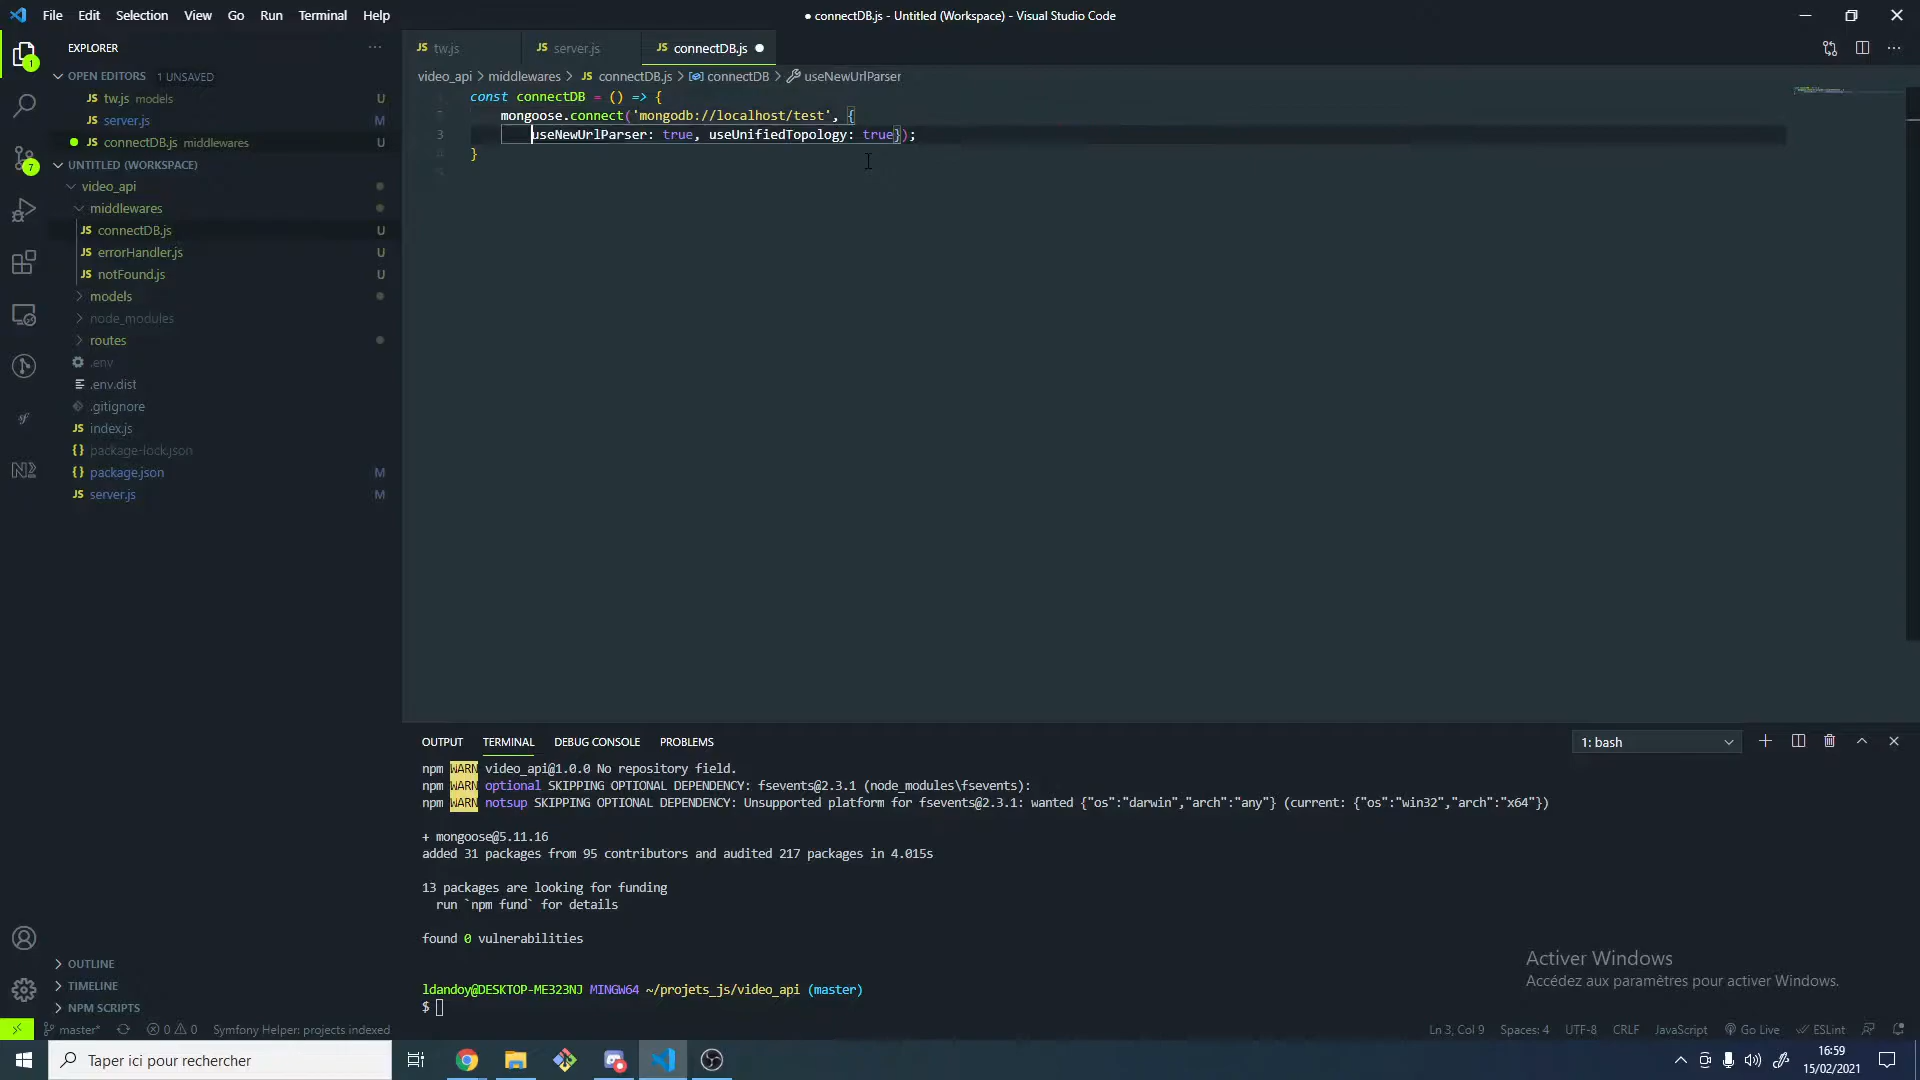 File Edit Selection View Go Run Terminal Help
● connectDB.js - Untitled (Workspace) - Visual Studio Code
EXPLORER
OPEN EDITORS 1 UNSAVED
JS tw.js models U
JS server.js M
JS connectDB.js middlewares U
UNTITLED (WORKSPACE)
video_api
middlewares
JS connectDB.js U
JS errorHandler.js U
JS notFound.js U
models
node_modules
routes
.env
.env.dist
.gitignore
JS index.js
{} package-lock.json
{} package.json M
JS server.js M
OUTLINE
TIMELINE
NPM SCRIPTS
1
7
JS tw.js
JS server.js
JS connectDB.js
video_api > middlewares > JS connectDB.js > connectDB > useNewUrlParser
const connectDB = () => {
mongoose.connect('mongodb://localhost/test', {
3 useNewUrlParser: true, useUnifiedTopology: true});
}
OUTPUT TERMINAL DEBUG CONSOLE PROBLEMS
1: bash
npm WARN video_api@1.0.0 No repository field.
npm WARN optional SKIPPING OPTIONAL DEPENDENCY: fsevents@2.3.1 (node_modules\fsevents):
npm WARN notsup SKIPPING OPTIONAL DEPENDENCY: Unsupported platform for fsevents@2.3.1: wanted {"os":"darwin","arch":"any"} (current: {"os":"win32","arch":"x64"})
+ mongoose@5.11.16
added 31 packages from 95 contributors and audited 217 packages in 4.015s
13 packages are looking for funding
run `npm fund` for details
found 0 vulnerabilities
ldandoy@DESKTOP-ME323NJ MINGW64 ~/projets_js/video_api (master)
$
Activer Windows
Accédez aux paramètres pour activer Windows.
master* 0 0 Symfony Helper: projects indexed
Ln 3, Col 9 Spaces: 4 UTF-8 CRLF JavaScript Go Live ESLint
Taper ici pour rechercher
16:59
15/02/2021